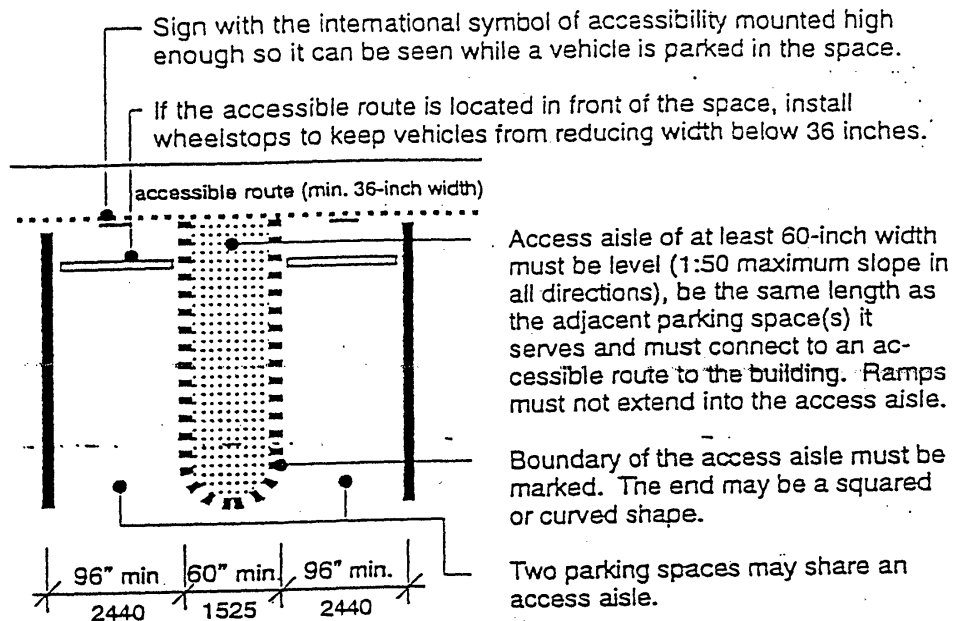 Sign with the international symbol of accessibility mounted high
enough so it can be seen while a vehicle is parked in the space.
If the accessible route is located in front of the space, install
wheelstops to keep vehicles from reducing width below 36 inches.
accessible route (min. 36-inch width)
Access aisle of at least 60-inch width
must be level (1:50 maximum slope in
all directions), be the same length as
the adjacent parking space(s) it
serves and must connect to an ac-
cessible route to the building. Ramps
must not extend into the access aisle.
Boundary of the access aisle must be
marked. The end may be a squared
or curved shape.
Two parking spaces may share an
access aisle.
96" min 60" min. 96" min.
2440 1525 2440